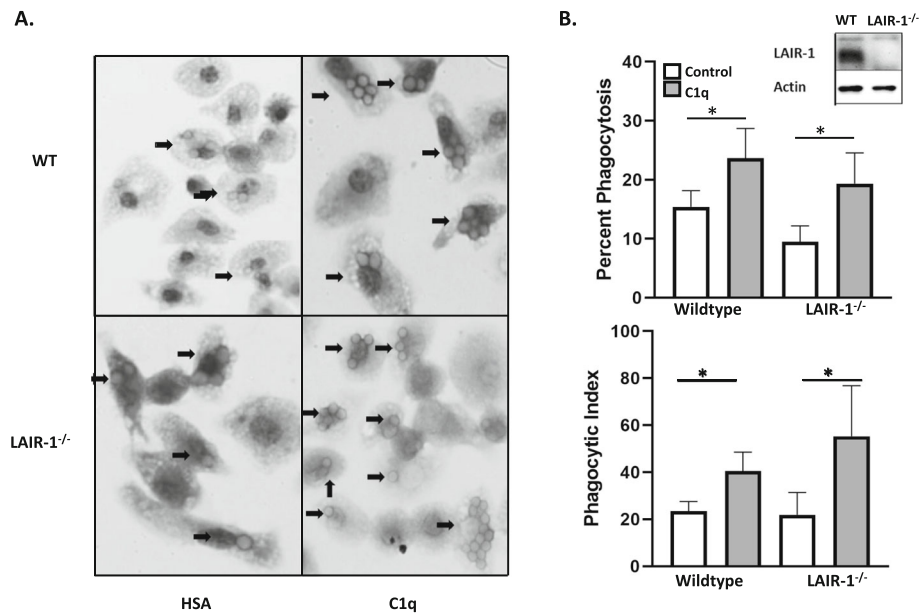 A.
WT
LAIR-1-/-
HSA
C1q
B.
WT LAIR-1-/-
LAIR-1
Actin
Control
C1q
Percent Phagocytosis
40
30
20
10
0
*
*
Wildtype LAIR-1-/-
Phagocytic Index
100
80
60
40
20
0
*
*
Wildtype LAIR-1-/-